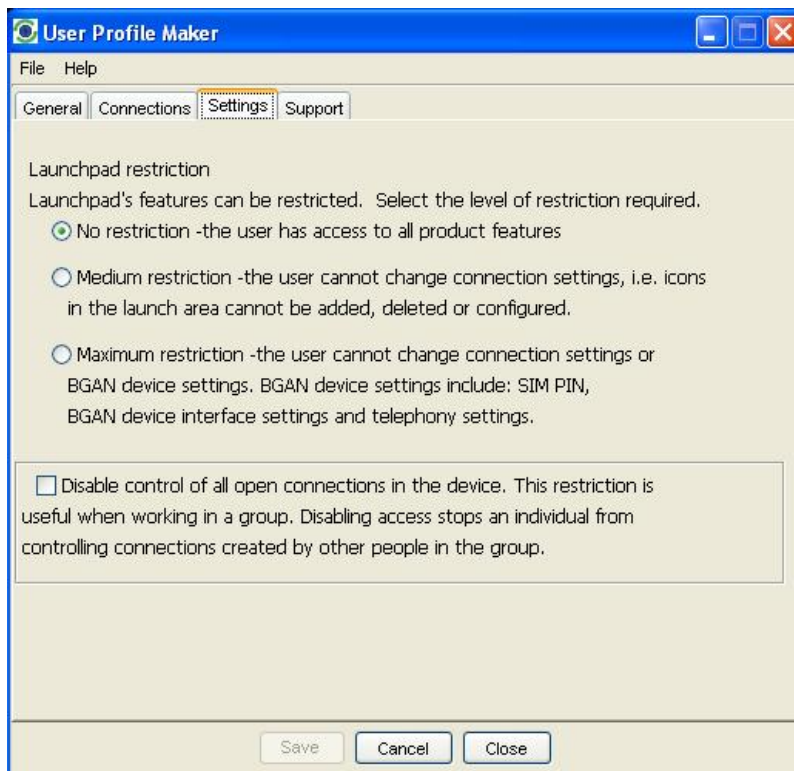 User Profile Maker
File Help
General Connections Settings Support
Launchpad restriction
Launchpad's features can be restricted. Select the level of restriction required.
No restriction -the user has access to all product features
Medium restriction -the user cannot change connection settings, i.e. icons
in the launch area cannot be added, deleted or configured.
Maximum restriction -the user cannot change connection settings or
BGAN device settings. BGAN device settings include: SIM PIN,
BGAN device interface settings and telephony settings.
Disable control of all open connections in the device. This restriction is
useful when working in a group. Disabling access stops an individual from
controlling connections created by other people in the group.
Save Cancel Close